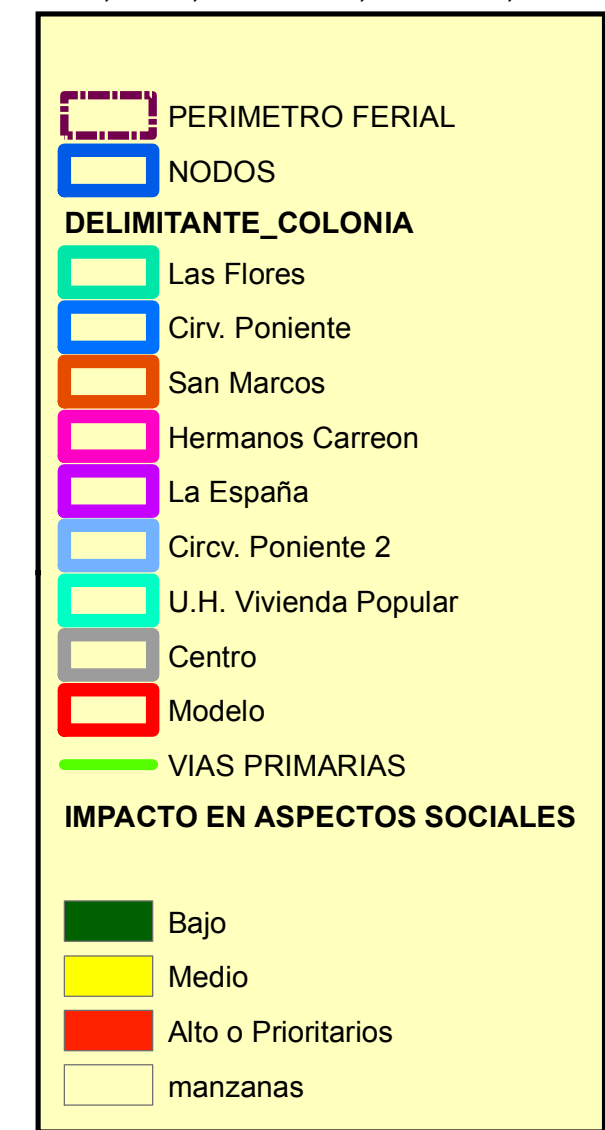 PERIMETRO FERIAL
NODOS
DELIMITANTE_COLONIA
Las Flores
Cirv. Poniente
San Marcos
Hermanos Carreon
La España
Circv. Poniente 2
U.H. Vivienda Popular
Centro
Modelo
VIAS PRIMARIAS
IMPACTO EN ASPECTOS SOCIALES
Bajo
Medio
Alto o Prioritarios
manzanas